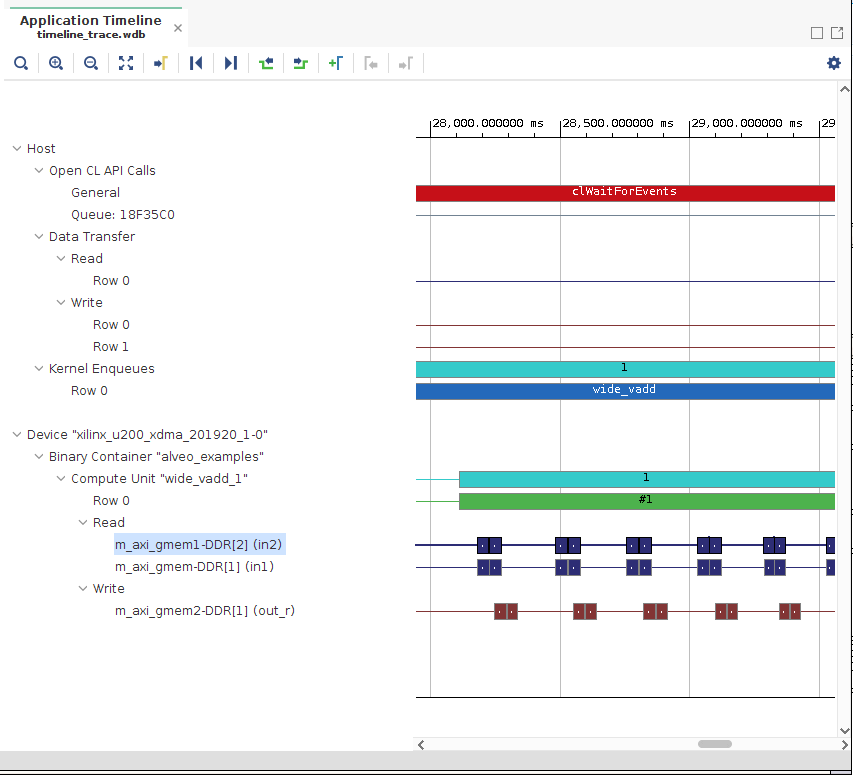 Application Timeline
timeline_trace.wdb
28,000.000000 ms 28,500.000000 ms 29,000.000000 ms 29
Host
Open CL API Calls
General clWaitForEvents
Queue: 18F35C0
Data Transfer
Read
Row 0
Write
Row 0
Row 1
Kernel Enqueues 1
Row 0 wide_vadd
Device "xilinx_u200_xdma_201920_1-0"
Binary Container "alveo_examples"
Compute Unit "wide_vadd_1" 1
Row 0 #1
Read
m_axi_gmem1-DDR[2] (in2)
m_axi_gmem-DDR[1] (in1)
Write
m_axi_gmem2-DDR[1] (out_r)